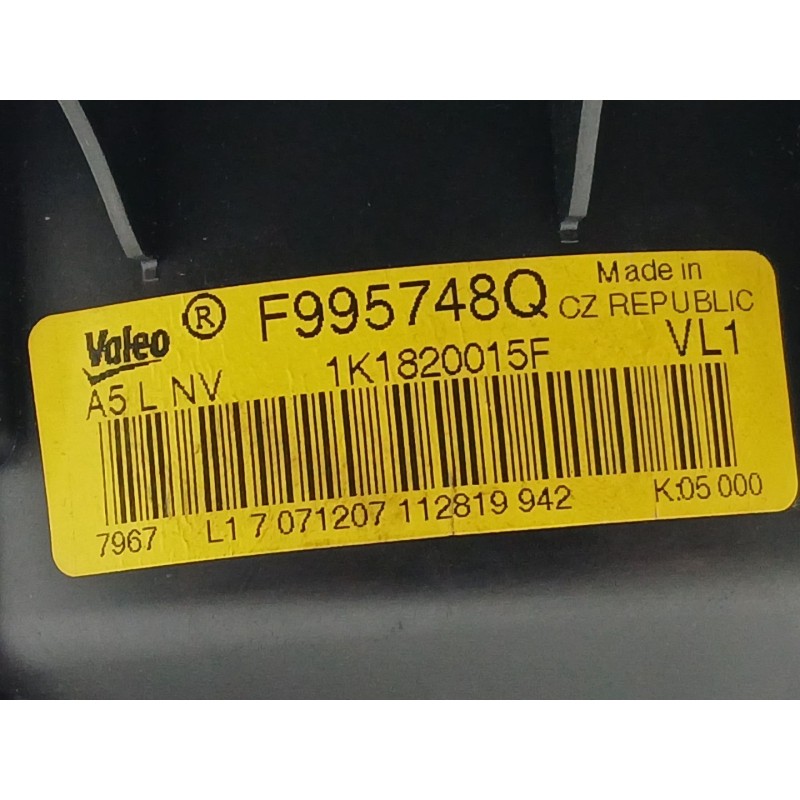 Valeo ® F995748Q Made in
CZ REPUBLIC
A5 L NV 1K1820015F VL1
7967 L1 7 071207 112819 942 K:05 000